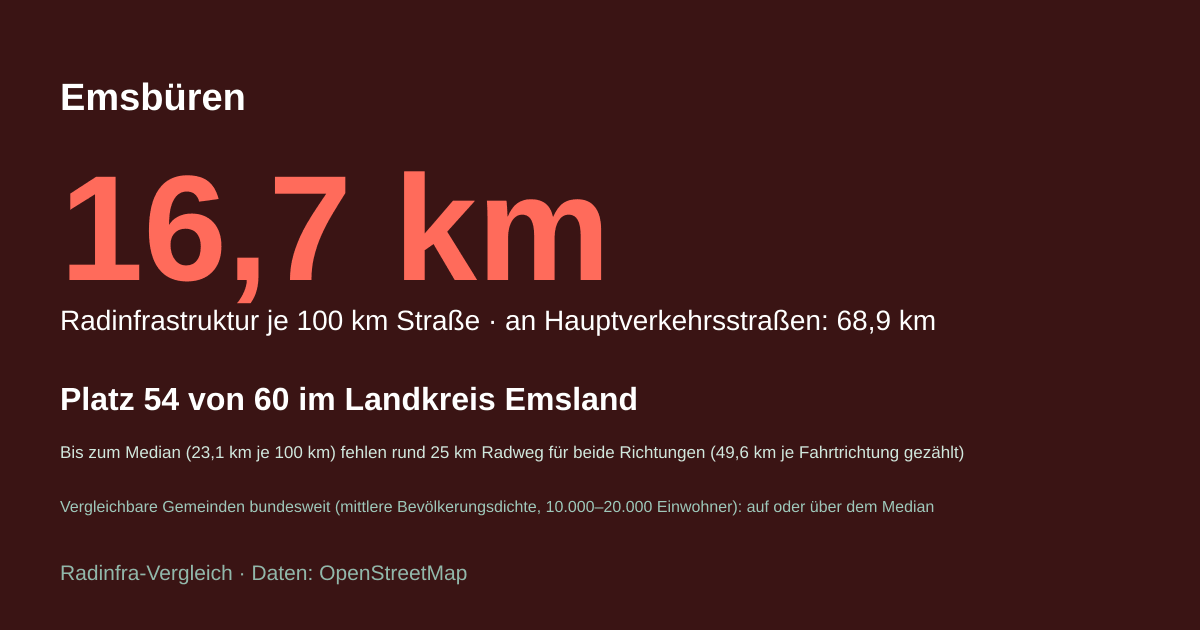 Emsbüren
16,7 km
Radinfrastruktur je 100 km Straße · an Hauptverkehrsstraßen: 68,9 km
Platz 54 von 60 im Landkreis Emsland
Bis zum Median (23,1 km je 100 km) fehlen rund 25 km Radweg für beide Richtungen (49,6 km je Fahrtrichtung gezählt)
Vergleichbare Gemeinden bundesweit (mittlere Bevölkerungsdichte, 10.000–20.000 Einwohner): auf oder über dem Median
Radinfra-Vergleich · Daten: OpenStreetMap